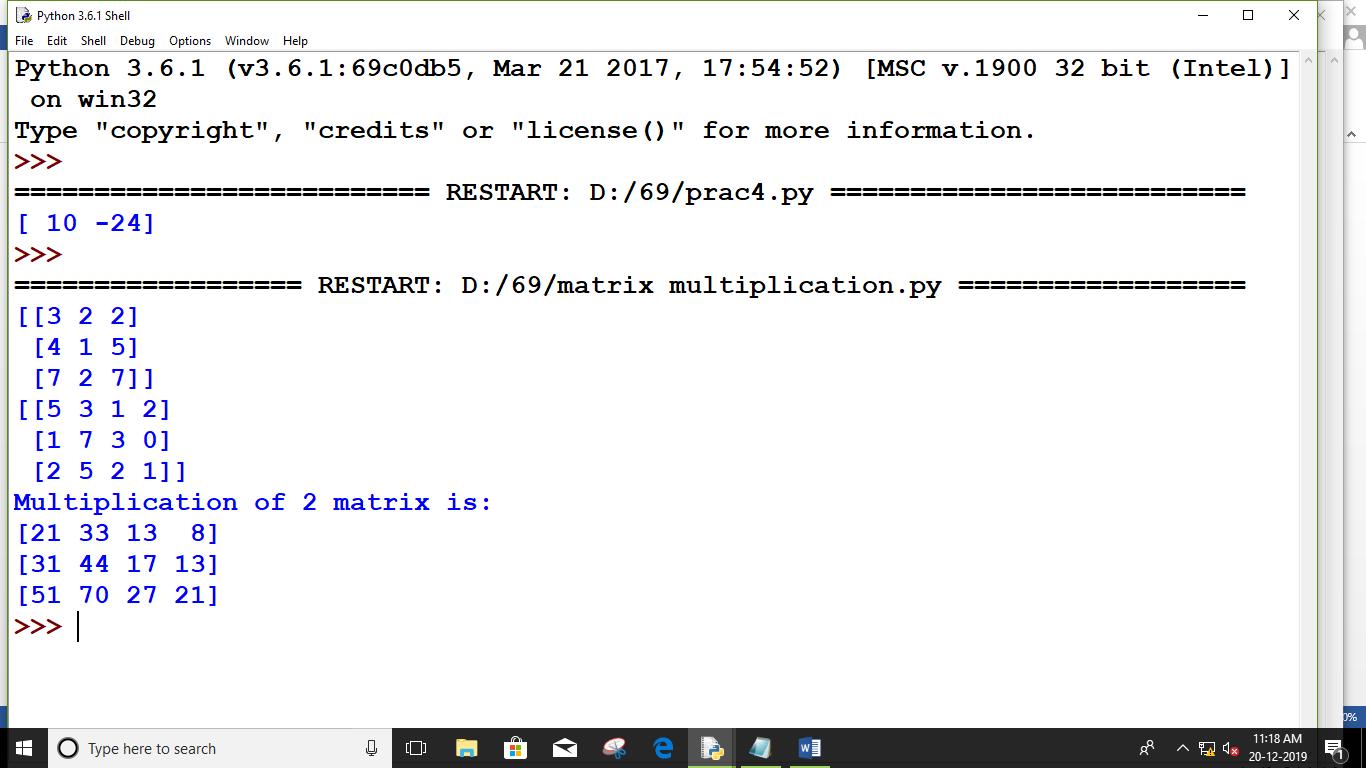 Python 3.6.1 Shell
File Edit Shell Debug Options Window Help
Python 3.6.1 (v3.6.1:69c0db5, Mar 21 2017, 17:54:52) [MSC v.1900 32 bit (Intel)]
 on win32
Type "copyright", "credits" or "license()" for more information.
>>>
========================== RESTART: D:/69/prac4.py ==========================
[ 10 -24]
>>>
================== RESTART: D:/69/matrix multiplication.py ==================
[[3 2 2]
 [4 1 5]
 [7 2 7]]
[[5 3 1 2]
 [1 7 3 0]
 [2 5 2 1]]
Multiplication of 2 matrix is:
[21 33 13  8]
[31 44 17 13]
[51 70 27 21]
>>>
0%
Type here to search
11:18 AM
20-12-2019
1